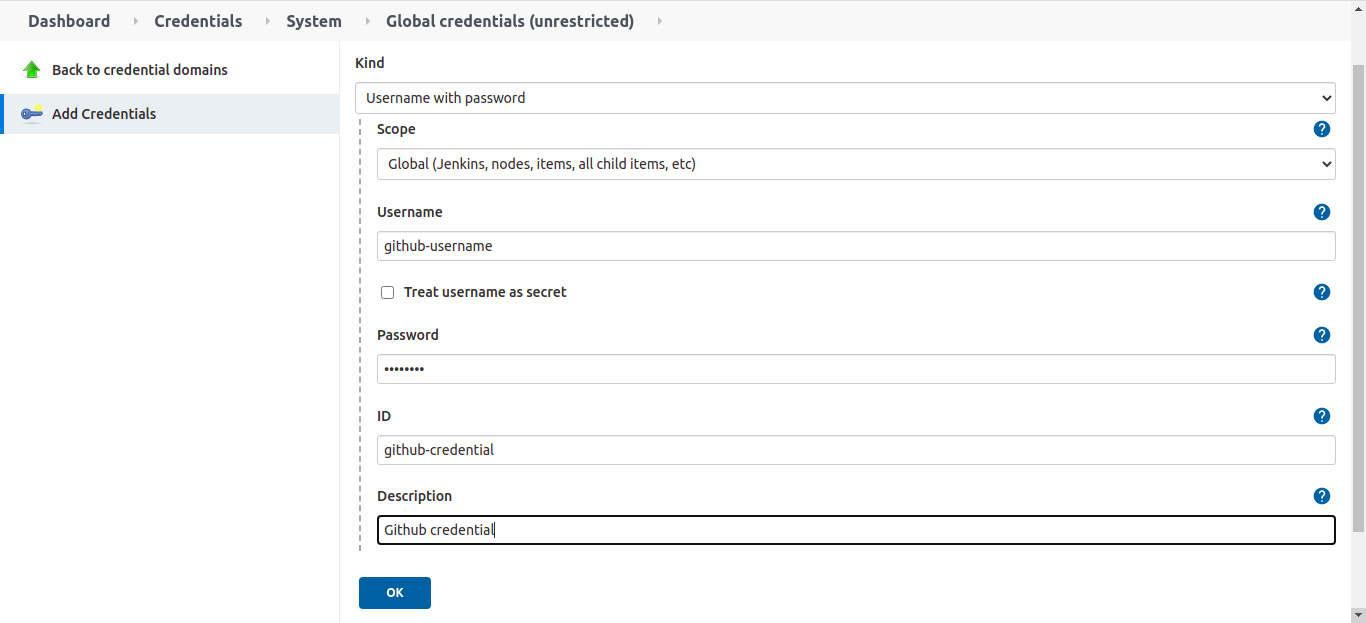 Dashboard Credentials System Global credentials (unrestricted)
Back to credential domains
Add Credentials
Kind
Username with password
Scope
?
Global (Jenkins, nodes, items, all child items, etc)
Username
?
github-username
Treat username as secret
?
Password
?
••••••••
ID
?
github-credential
Description
?
Github credential
OK